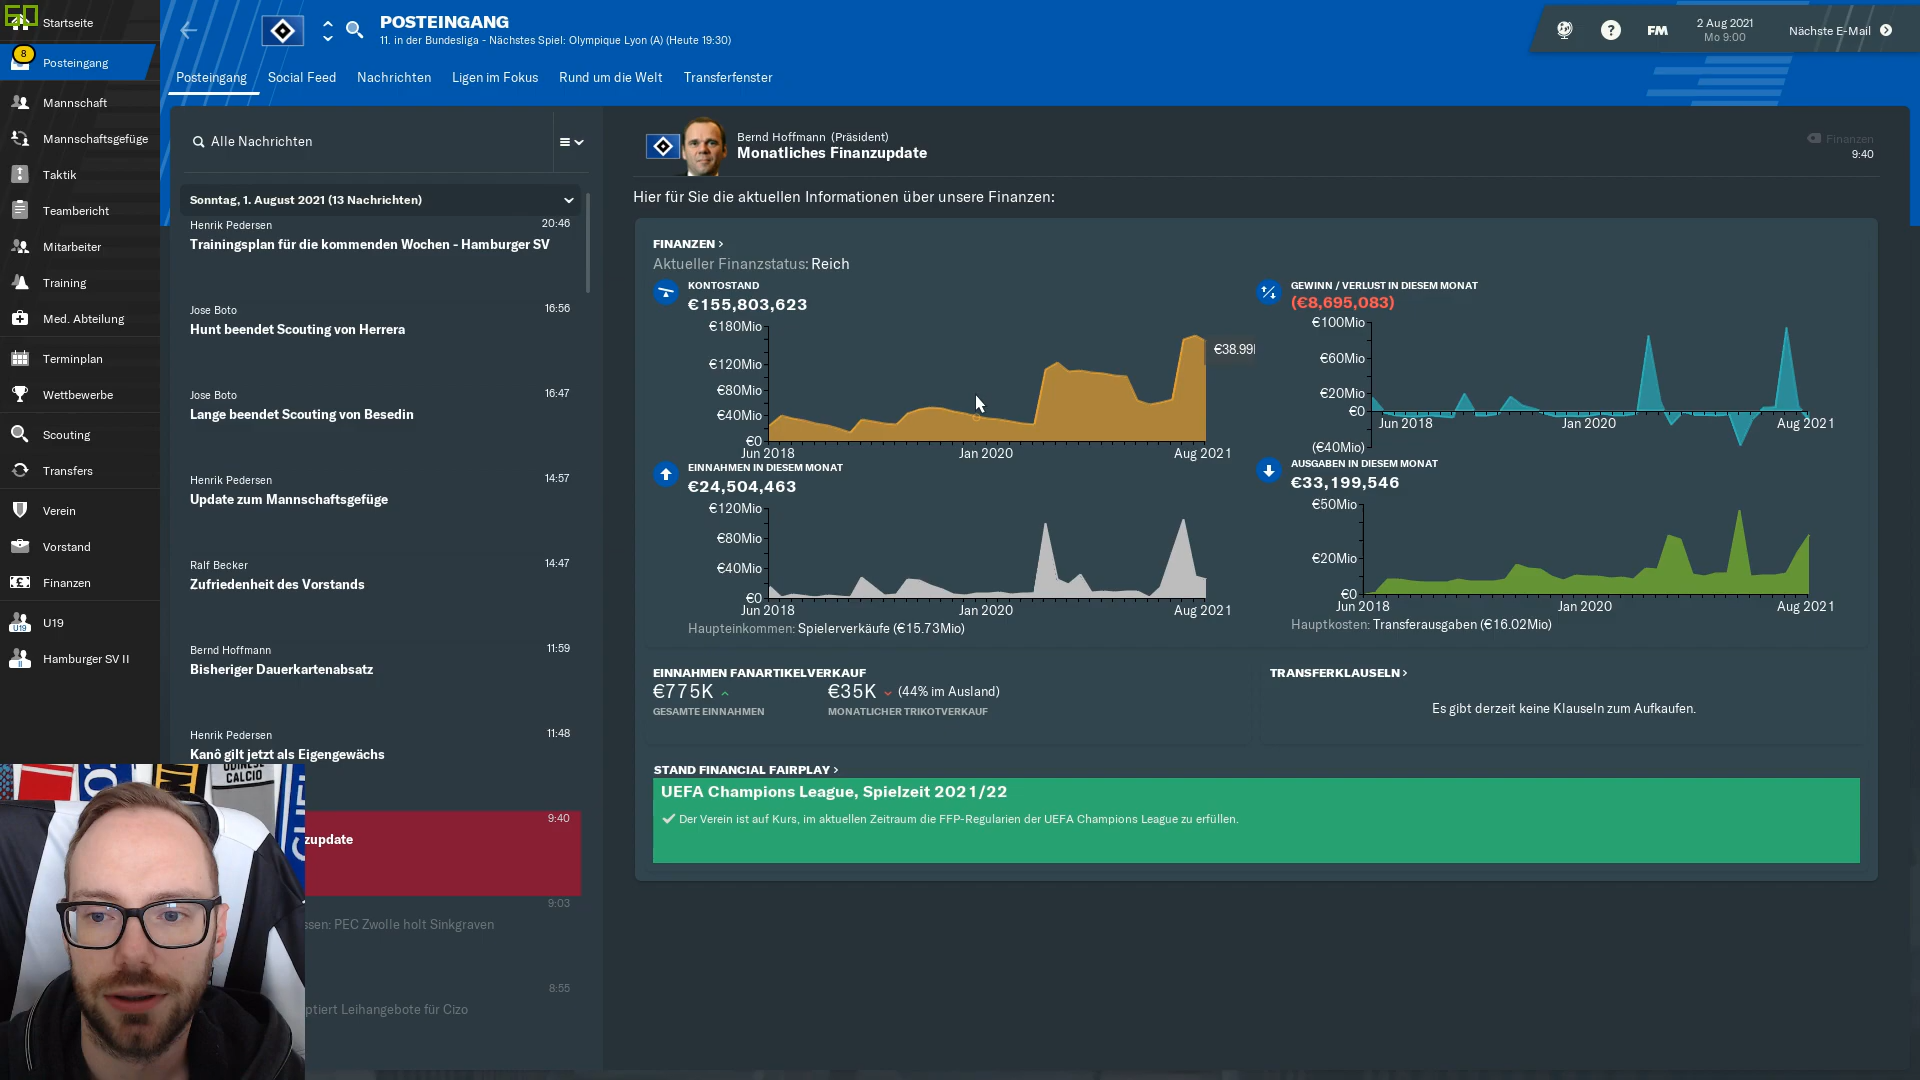 60
Startseite
8
Posteingang
Mannschaft
Mannschaftsgefüge
Taktik
Teambericht
Mitarbeiter
Training
Med. Abteilung
Terminplan
Wettbewerbe
Scouting
Transfers
Verein
Vorstand
Finanzen
U19
U19
II
Hamburger SV II
POSTEINGANG
11. in der Bundesliga - Nächstes Spiel: Olympique Lyon (A) (Heute 19:30)
? FM
2 Aug 2021
Mo 9:00
Nächste E-Mail
Posteingang Social Feed Nachrichten Ligen im Fokus Rund um die Welt Transferfenster
Alle Nachrichten
Sonntag, 1. August 2021 (13 Nachrichten)
Henrik Pedersen 20:46
Trainingsplan für die kommenden Wochen - Hamburger SV
Jose Boto 16:56
Hunt beendet Scouting von Herrera
Jose Boto 16:47
Lange beendet Scouting von Besedin
Henrik Pedersen 14:57
Update zum Mannschaftsgefüge
Ralf Becker 14:47
Zufriedenheit des Vorstands
Bernd Hoffmann 11:59
Bisheriger Dauerkartenabsatz
Henrik Pedersen 11:48
Kanô gilt jetzt als Eigengewächs
9:40
zupdate
9:03
ssen: PEC Zwolle holt Sinkgraven
8:55
ptiert Leihangebote für Cizo
UDINESE
CALCIO
Bernd Hoffmann (Präsident)
Monatliches Finanzupdate
Finanzen
9:40
Hier für Sie die aktuellen Informationen über unsere Finanzen:
FINANZEN >
Aktueller Finanzstatus: Reich
KONTOSTAND
€155,803,623
€180Mio
€120Mio
€80Mio
€40Mio
€0
€38.99
Jun 2018 Jan 2020 Aug 2021
GEWINN / VERLUST IN DIESEM MONAT
(€8,695,083)
€100Mio
€60Mio
€20Mio
€0
(€40Mio)
Jun 2018 Jan 2020 Aug 2021
EINNAHMEN IN DIESEM MONAT
€24,504,463
€120Mio
€80Mio
€40Mio
€0
Jun 2018 Jan 2020 Aug 2021
Haupteinkommen: Spielerverkäufe (€15.73Mio)
AUSGABEN IN DIESEM MONAT
€33,199,546
€50Mio
€20Mio
€0
Jun 2018 Jan 2020 Aug 2021
Hauptkosten: Transferausgaben (€16.02Mio)
EINNAHMEN FANARTIKELVERKAUF
€775K €35K (44% im Ausland)
GESAMTE EINNAHMEN MONATLICHER TRIKOTVERKAUF
TRANSFERKLAUSELN >
Es gibt derzeit keine Klauseln zum Aufkaufen.
STAND FINANCIAL FAIRPLAY >
UEFA Champions League, Spielzeit 2021/22
Der Verein ist auf Kurs, im aktuellen Zeitraum die FFP-Regularien der UEFA Champions League zu erfüllen.